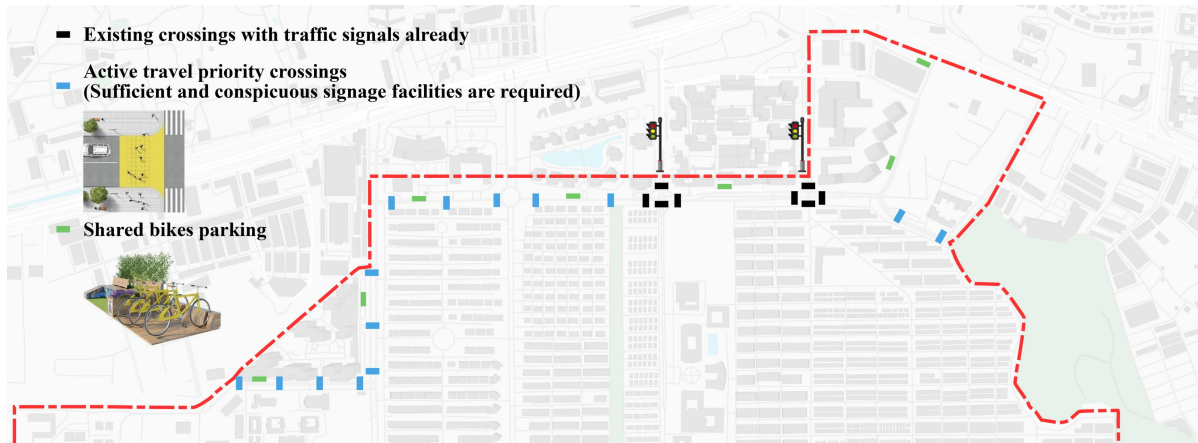 Existing crossings with traffic signals already
Active travel priority crossings
(Sufficient and conspicuous signage facilities are required)
Shared bikes parking